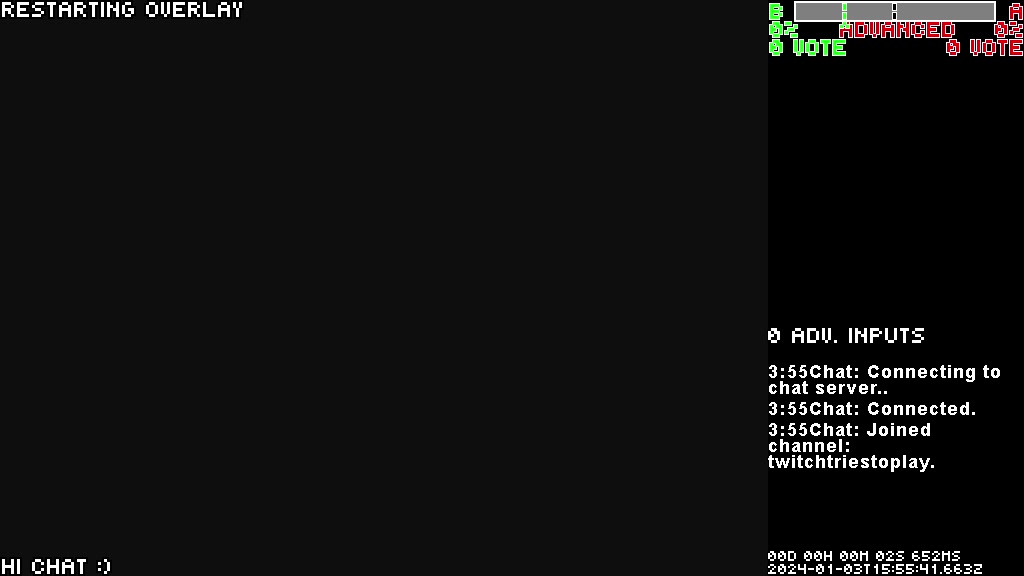 RESTARTING OVERLAY
B A
0% ADVANCED 0%
0 VOTE 0 VOTE
0 ADV. INPUTS
3:55Chat: Connecting to
chat server..
3:55Chat: Connected.
3:55Chat: Joined
channel:
twitchtriestoplay.
HI CHAT :)
00D 00H 00M 02S 652MS
2024-01-03T15:55:41.663Z